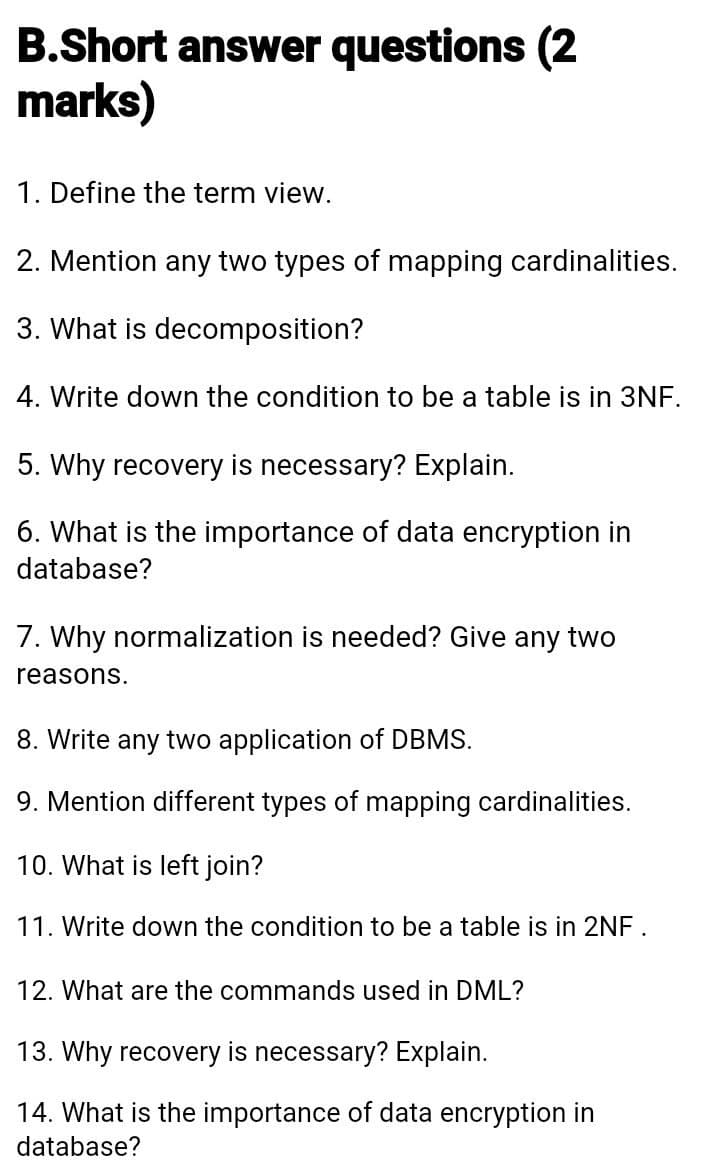 B.Short answer questions (2
marks)
1. Define the term view.
2. Mention any two types of mapping cardinalities.
3. What is decomposition?
4. Write down the condition to be a table is in 3NF.
5. Why recovery is necessary? Explain.
6. What is the importance of data encryption in
database?
7. Why normalization is needed? Give any two
reasons.
8. Write any two application of DBMS.
9. Mention different types of mapping cardinalities.
10. What is left join?
11. Write down the condition to be a table is in 2NF .
12. What are the commands used in DML?
13. Why recovery is necessary? Explain.
14. What is the importance of data encryption in
database?